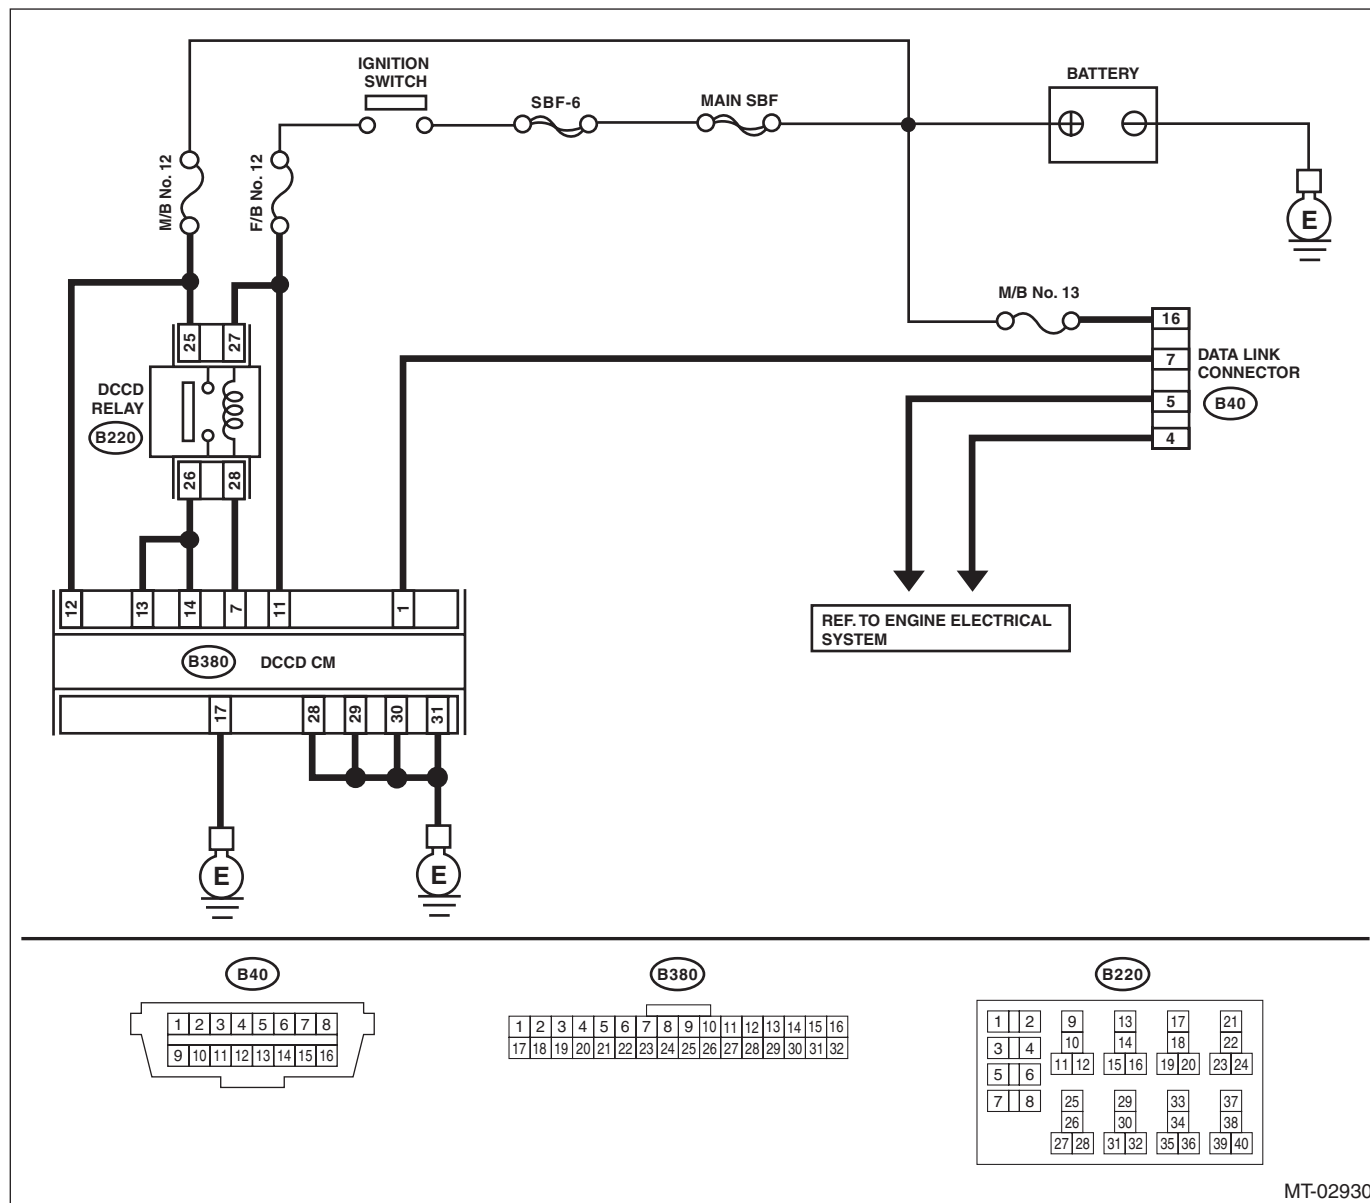 IGNITION
SWITCH
SBF-6
MAIN SBF
BATTERY
M/B No. 12
F/B No. 12
E
M/B No. 13
16
7
5
4
DATA LINK
CONNECTOR
B40
25
27
DCCD
RELAY
B220
26
28
12
13
14
7
11
1
REF. TO ENGINE ELECTRICAL
SYSTEM
B380
DCCD CM
17
28
29
30
31
E
E
B40
1 2 3 4 5 6 7 8
9 10 11 12 13 14 15 16
B380
1 2 3 4 5 6 7 8 9 10 11 12 13 14 15 16
17 18 19 20 21 22 23 24 25 26 27 28 29 30 31 32
B220
1 2 9 13 17 21
3 4 10 14 18 22
11 12 15 16 19 20 23 24
5 6
7 8 25 29 33 37
26 30 34 38
27 28 31 32 35 36 39 40
MT-02930